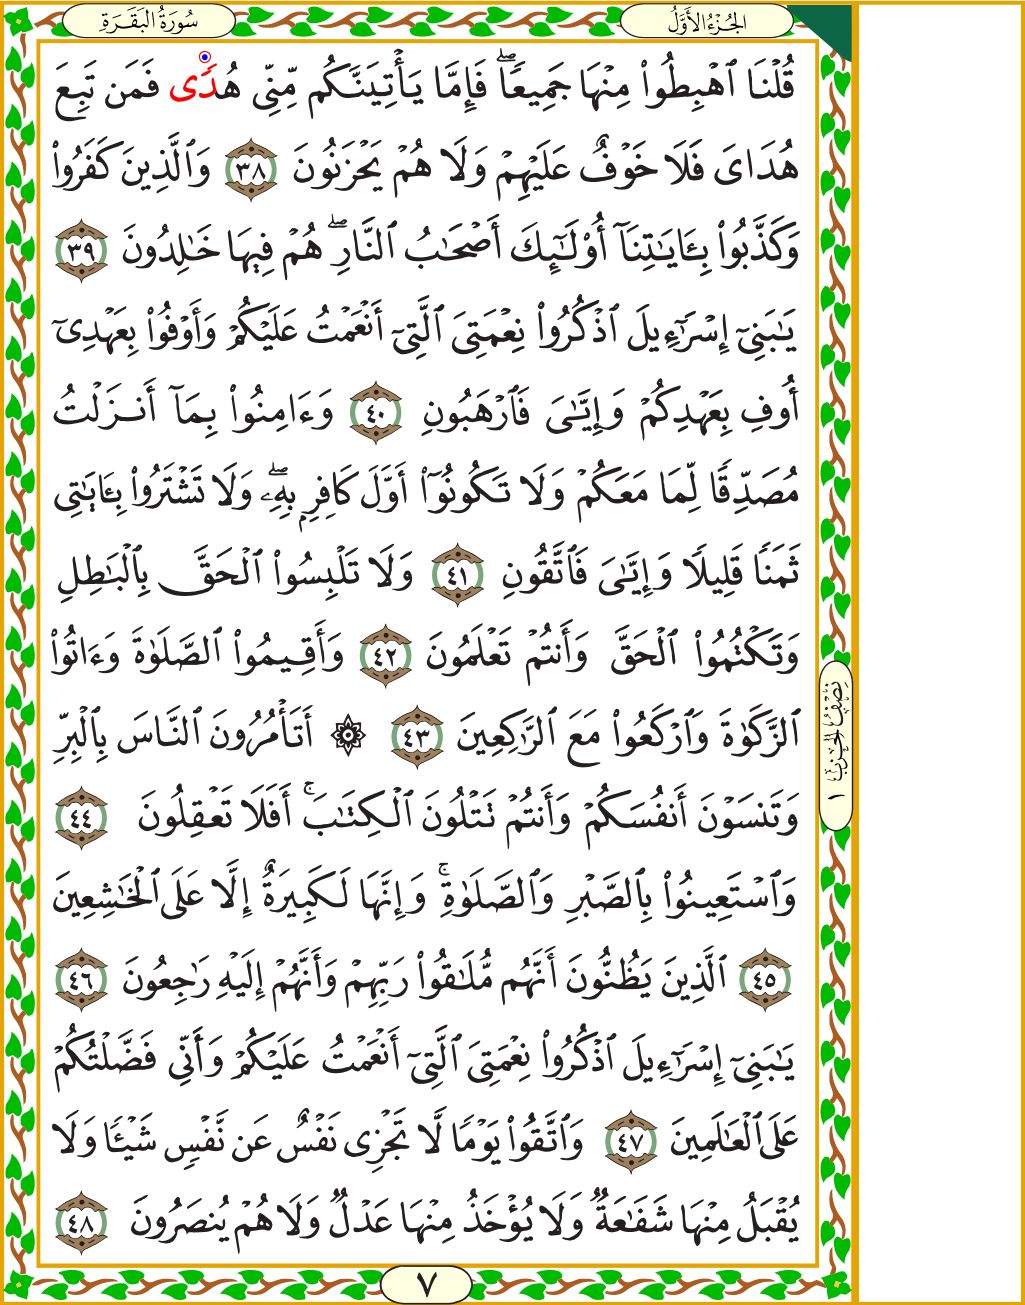 سُورَةُ البَقَرَةِ
الجُزْءُ الأَوَّلُ
قُلْنَا ٱهْبِطُوا۟ مِنْهَا جَمِيعًۭا ۖ فَإِمَّا يَأْتِيَنَّكُم مِّنِّى هُدًۭى فَمَن تَبِعَ
هُدَاىَ فَلَا خَوْفٌ عَلَيْهِمْ وَلَا هُمْ يَحْزَنُونَ ٣٨ وَٱلَّذِينَ كَفَرُوا۟
وَكَذَّبُوا۟ بِـَٔايَـٰتِنَآ أُو۟لَـٰٓئِكَ أَصْحَـٰبُ ٱلنَّارِ ۖ هُمْ فِيهَا خَـٰلِدُونَ ٣٩
يَـٰبَنِىٓ إِسْرَٰٓءِيلَ ٱذْكُرُوا۟ نِعْمَتِىَ ٱلَّتِىٓ أَنْعَمْتُ عَلَيْكُمْ وَأَوْفُوا۟ بِعَهْدِىٓ
أُوفِ بِعَهْدِكُمْ وَإِيَّـٰىَ فَٱرْهَبُونِ ٤٠ وَءَامِنُوا۟ بِمَآ أَنزَلْتُ
مُصَدِّقًۭا لِّمَا مَعَكُمْ وَلَا تَكُونُوٓا۟ أَوَّلَ كَافِرٍۭ بِهِۦ ۖ وَلَا تَشْتَرُوا۟ بِـَٔايَـٰتِى
ثَمَنًۭا قَلِيلًۭا وَإِيَّـٰىَ فَٱتَّقُونِ ٤١ وَلَا تَلْبِسُوا۟ ٱلْحَقَّ بِٱلْبَـٰطِلِ
وَتَكْتُمُوا۟ ٱلْحَقَّ وَأَنتُمْ تَعْلَمُونَ ٤٢ وَأَقِيمُوا۟ ٱلصَّلَوٰةَ وَءَاتُوا۟
ٱلزَّكَوٰةَ وَٱرْكَعُوا۟ مَعَ ٱلرَّٰكِعِينَ ٤٣ ۞ أَتَأْمُرُونَ ٱلنَّاسَ بِٱلْبِرِّ
وَتَنسَوْنَ أَنفُسَكُمْ وَأَنتُمْ تَتْلُونَ ٱلْكِتَـٰبَ ۚ أَفَلَا تَعْقِلُونَ ٤٤
وَٱسْتَعِينُوا۟ بِٱلصَّبْرِ وَٱلصَّلَوٰةِ ۚ وَإِنَّهَا لَكَبِيرَةٌ إِلَّا عَلَى ٱلْخَـٰشِعِينَ
٤٥ ٱلَّذِينَ يَظُنُّونَ أَنَّهُم مُّلَـٰقُوا۟ رَبِّهِمْ وَأَنَّهُمْ إِلَيْهِ رَٰجِعُونَ ٤٦
يَـٰبَنِىٓ إِسْرَٰٓءِيلَ ٱذْكُرُوا۟ نِعْمَتِىَ ٱلَّتِىٓ أَنْعَمْتُ عَلَيْكُمْ وَأَنِّى فَضَّلْتُكُمْ
عَلَى ٱلْعَـٰلَمِينَ ٤٧ وَٱتَّقُوا۟ يَوْمًۭا لَّا تَجْزِى نَفْسٌ عَن نَّفْسٍۢ شَيْـًۭٔا وَلَا
يُقْبَلُ مِنْهَا شَفَـٰعَةٌۭ وَلَا يُؤْخَذُ مِنْهَا عَدْلٌۭ وَلَا هُمْ يُنصَرُونَ ٤٨
نِصْفُ الحِزْبِ ١
٧